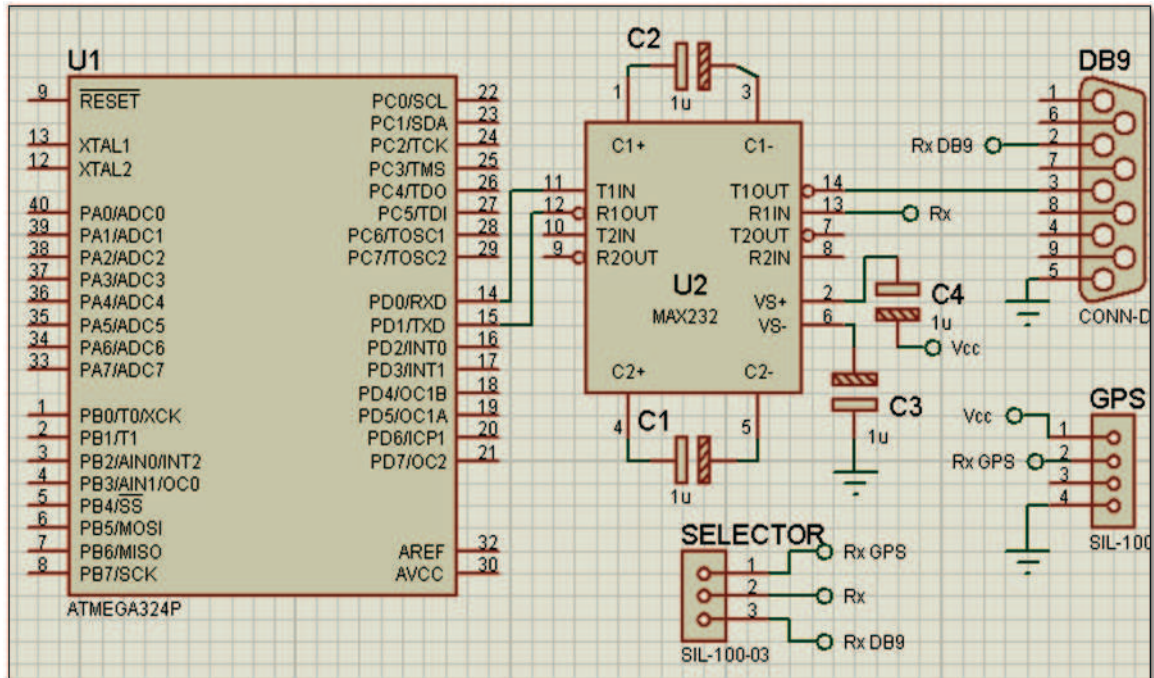 U1
9 RESET PC0/SCL 22
PC1/SDA 23
13 XTAL1 PC2/TCK 24
12 XTAL2 PC3/TMS 25
PC4/TDO 26
40 PA0/ADC0 PC5/TDI 27
39 PA1/ADC1 PC6/TOSC1 28
38 PA2/ADC2 PC7/TOSC2 29
37 PA3/ADC3
36 PA4/ADC4 PD0/RXD 14
35 PA5/ADC5 PD1/TXD 15
34 PA6/ADC6 PD2/INT0 16
33 PA7/ADC7 PD3/INT1 17
PD4/OC1B 18
1 PB0/T0/XCK PD5/OC1A 19
2 PB1/T1 PD6/ICP1 20
3 PB2/AIN0/INT2 PD7/OC2 21
4 PB3/AIN1/OC0
5 PB4/SS
6 PB5/MOSI
7 PB6/MISO AREF 32
8 PB7/SCK AVCC 30
ATMEGA324P
C2
1u
1 3
C1+ C1-
11 T1IN T1OUT 14
12 R1OUT R1IN 13 Rx
10 T2IN T2OUT 7
9 R2OUT R2IN 8
U2
MAX232
VS+ 2
VS- 6
C2+ C2-
4 5
C1
1u
C4
1u
Vcc
C3
1u
DB9
1
6
Rx DB9 2
7
3
8
4
9
5
CONN-D
GPS
Vcc 1
Rx GPS 2
3
4
SIL-100
SELECTOR
1 Rx GPS
2 Rx
3 Rx DB9
SIL-100-03